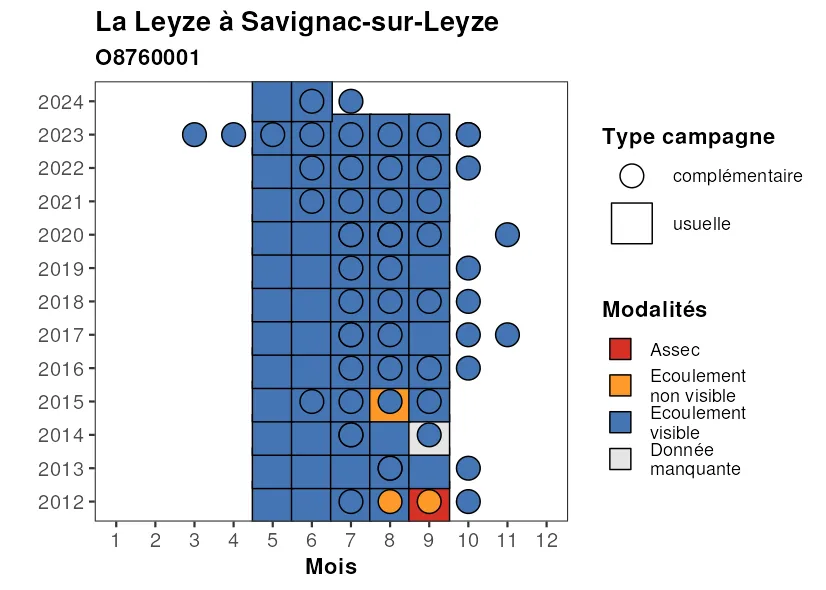 La Leyze à Savignac-sur-Leyze
O8760001
2024
2023
2022
2021
2020
2019
2018
2017
2016
2015
2014
2013
2012
1 2 3 4 5 6 7 8 9 10 11 12
Mois
Type campagne
complémentaire
usuelle
Modalités
Assec
Ecoulement
non visible
Ecoulement
visible
Donnée
manquante